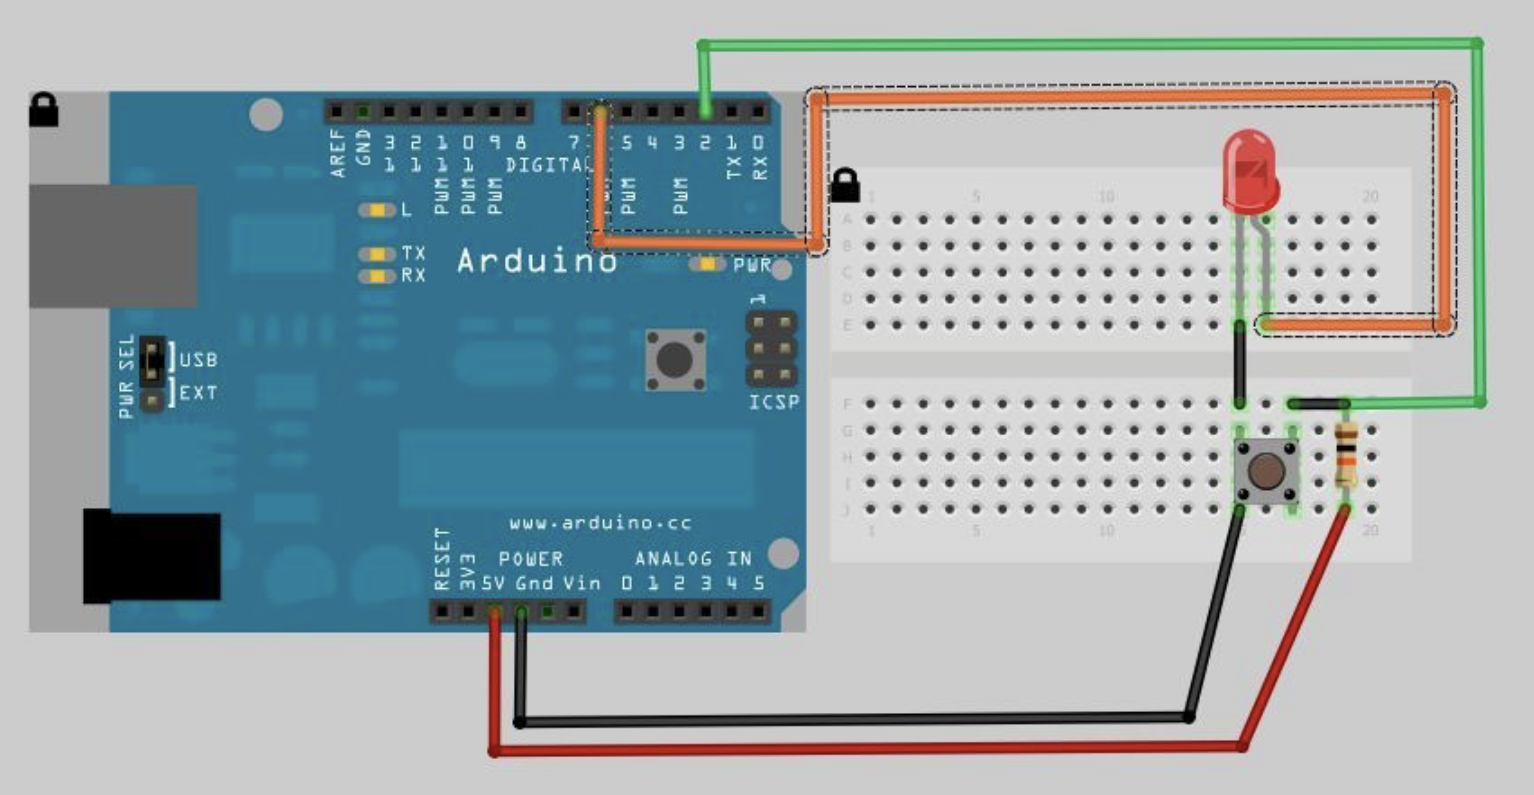 AREF
GND
13
12
PWM 11
PWM 10
PWM 9
8
7
PWM 5
4
PWM 3
2
TX 1
RX 0
DIGITAL
L
TX
RX
Arduino
PWR
1
ICSP
PWR SEL
USB
EXT
www.arduino.cc
POWER
ANALOG IN
RESET
3V3
5V Gnd Vin
0 1 2 3 4 5
1 5 10 20
A
B
C
D
E
F
G
H
I
J
1 5 10 20